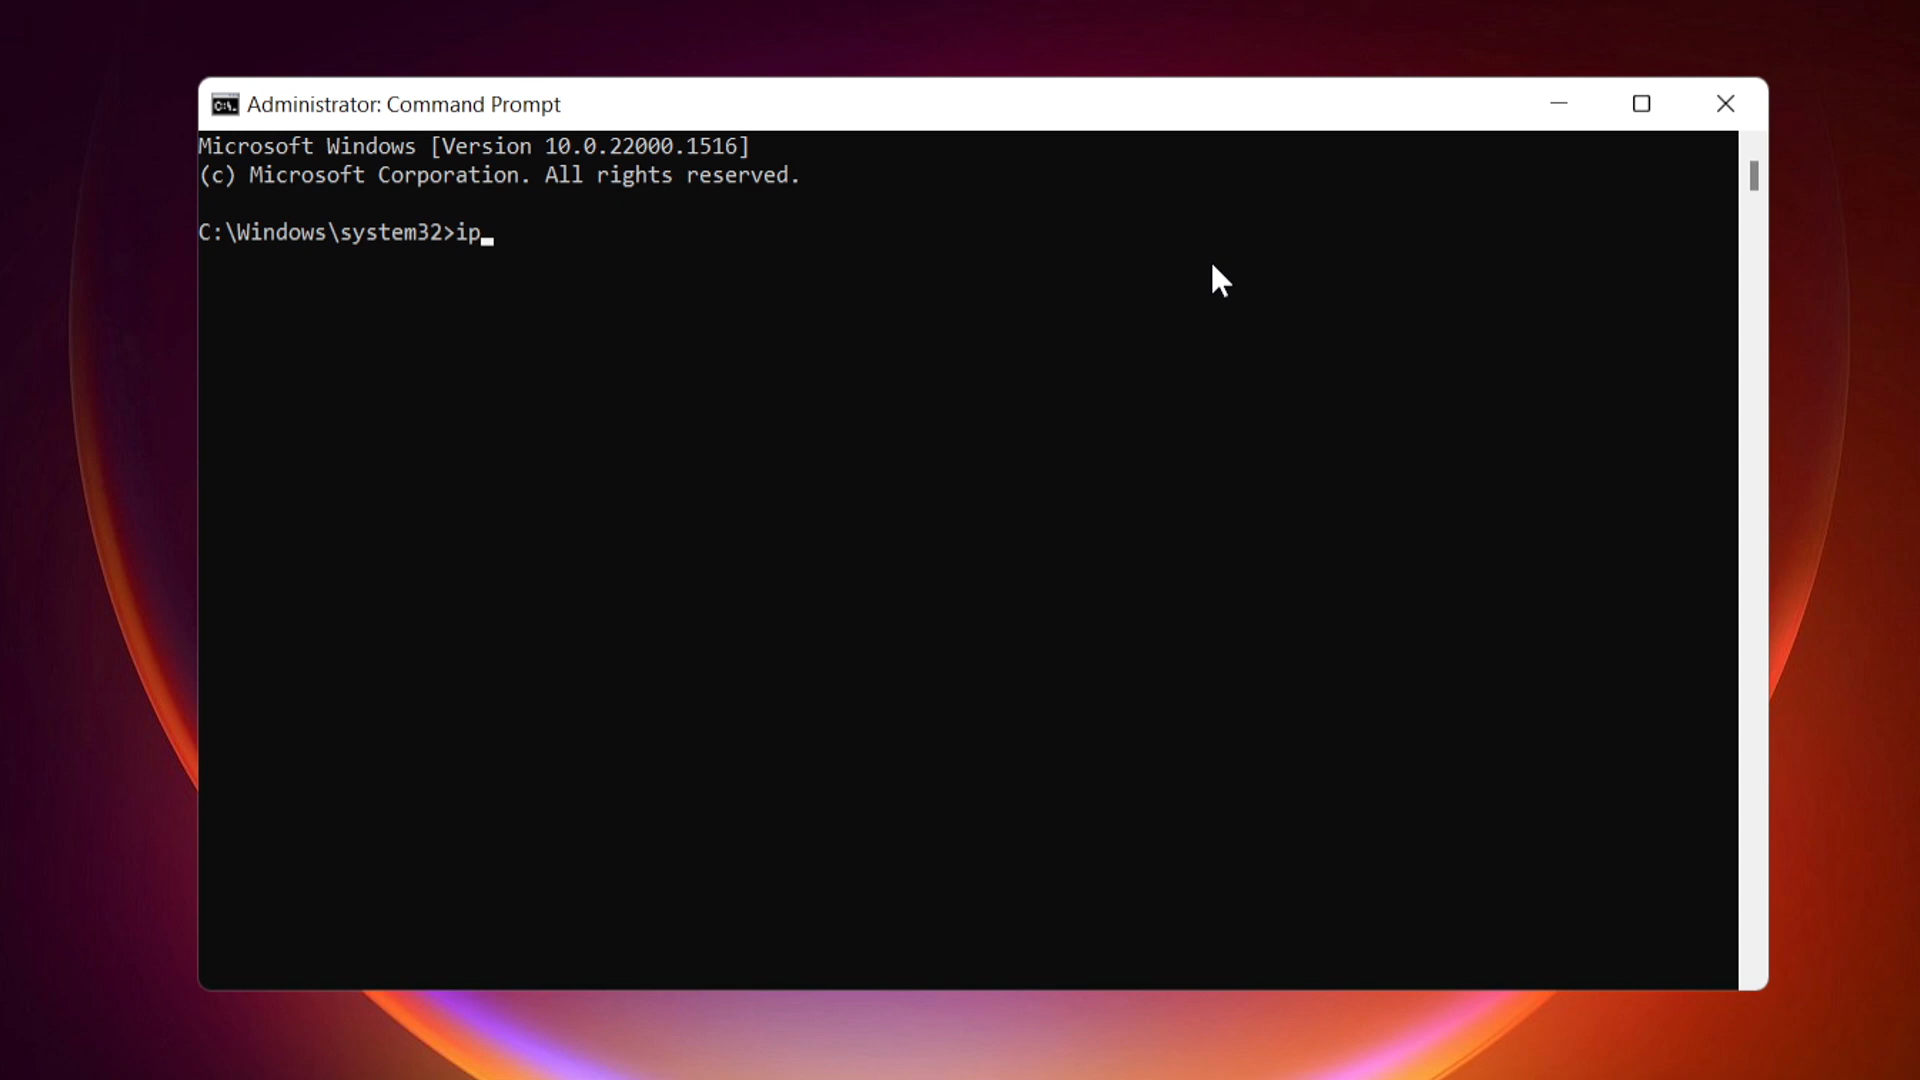 Administrator: Command Prompt
Microsoft Windows [Version 10.0.22000.1516]
(c) Microsoft Corporation. All rights reserved.
C:\Windows\system32>ip